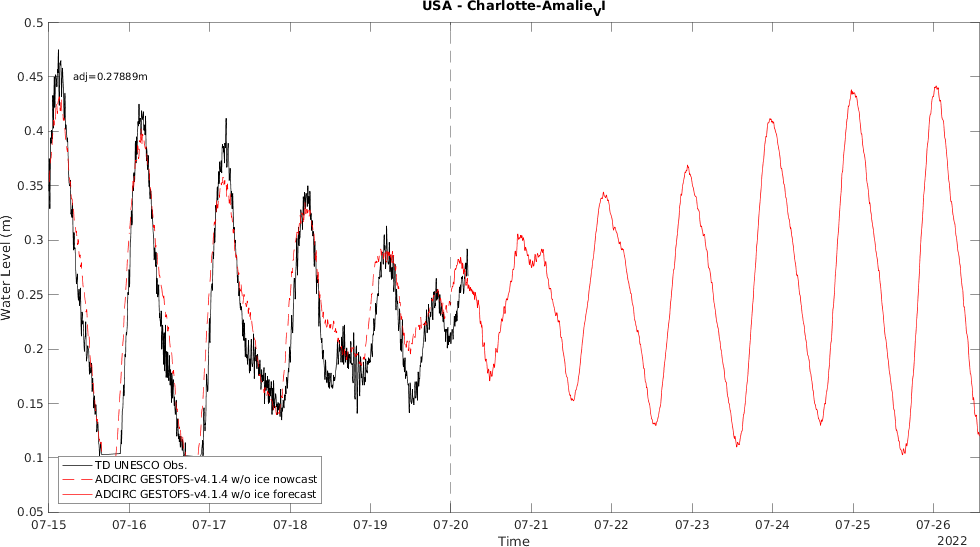 USA - Charlotte-AmalieVI
0.5
0.45
0.4
0.35
0.3
0.25
0.2
0.15
0.1
0.05
Water Level (m)
adj=0.27889m
TD UNESCO Obs.
ADCIRC GESTOFS-v4.1.4 w/o ice nowcast
ADCIRC GESTOFS-v4.1.4 w/o ice forecast
07-15 07-16 07-17 07-18 07-19 07-20 07-21 07-22 07-23 07-24 07-25 07-26
Time
2022